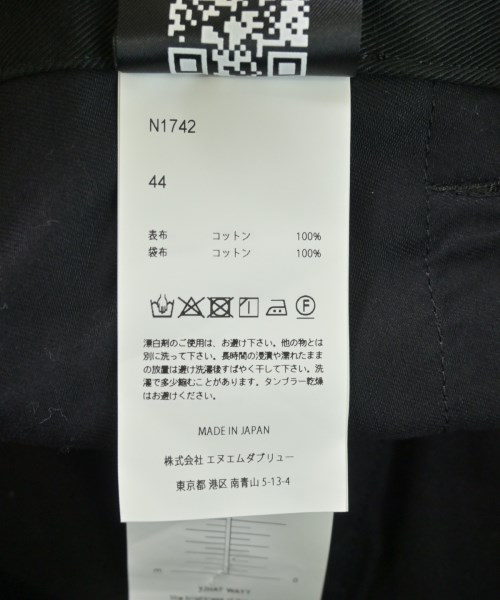 N1742
44
表布 コットン 100%
袋布 コットン 100%
F
漂白剤のご使用は、お避け下さい。他の物とは
別に洗って下さい。長時間の浸漬や濡れたまま
の放置は避け洗濯後すばやく干して下さい。洗
濯で多少縮むことがあります。タンブラー乾燥
はお避けください。
MADE IN JAPAN
株式会社 エヌエムダブリュー
東京都 港区 南青山 5-13-4